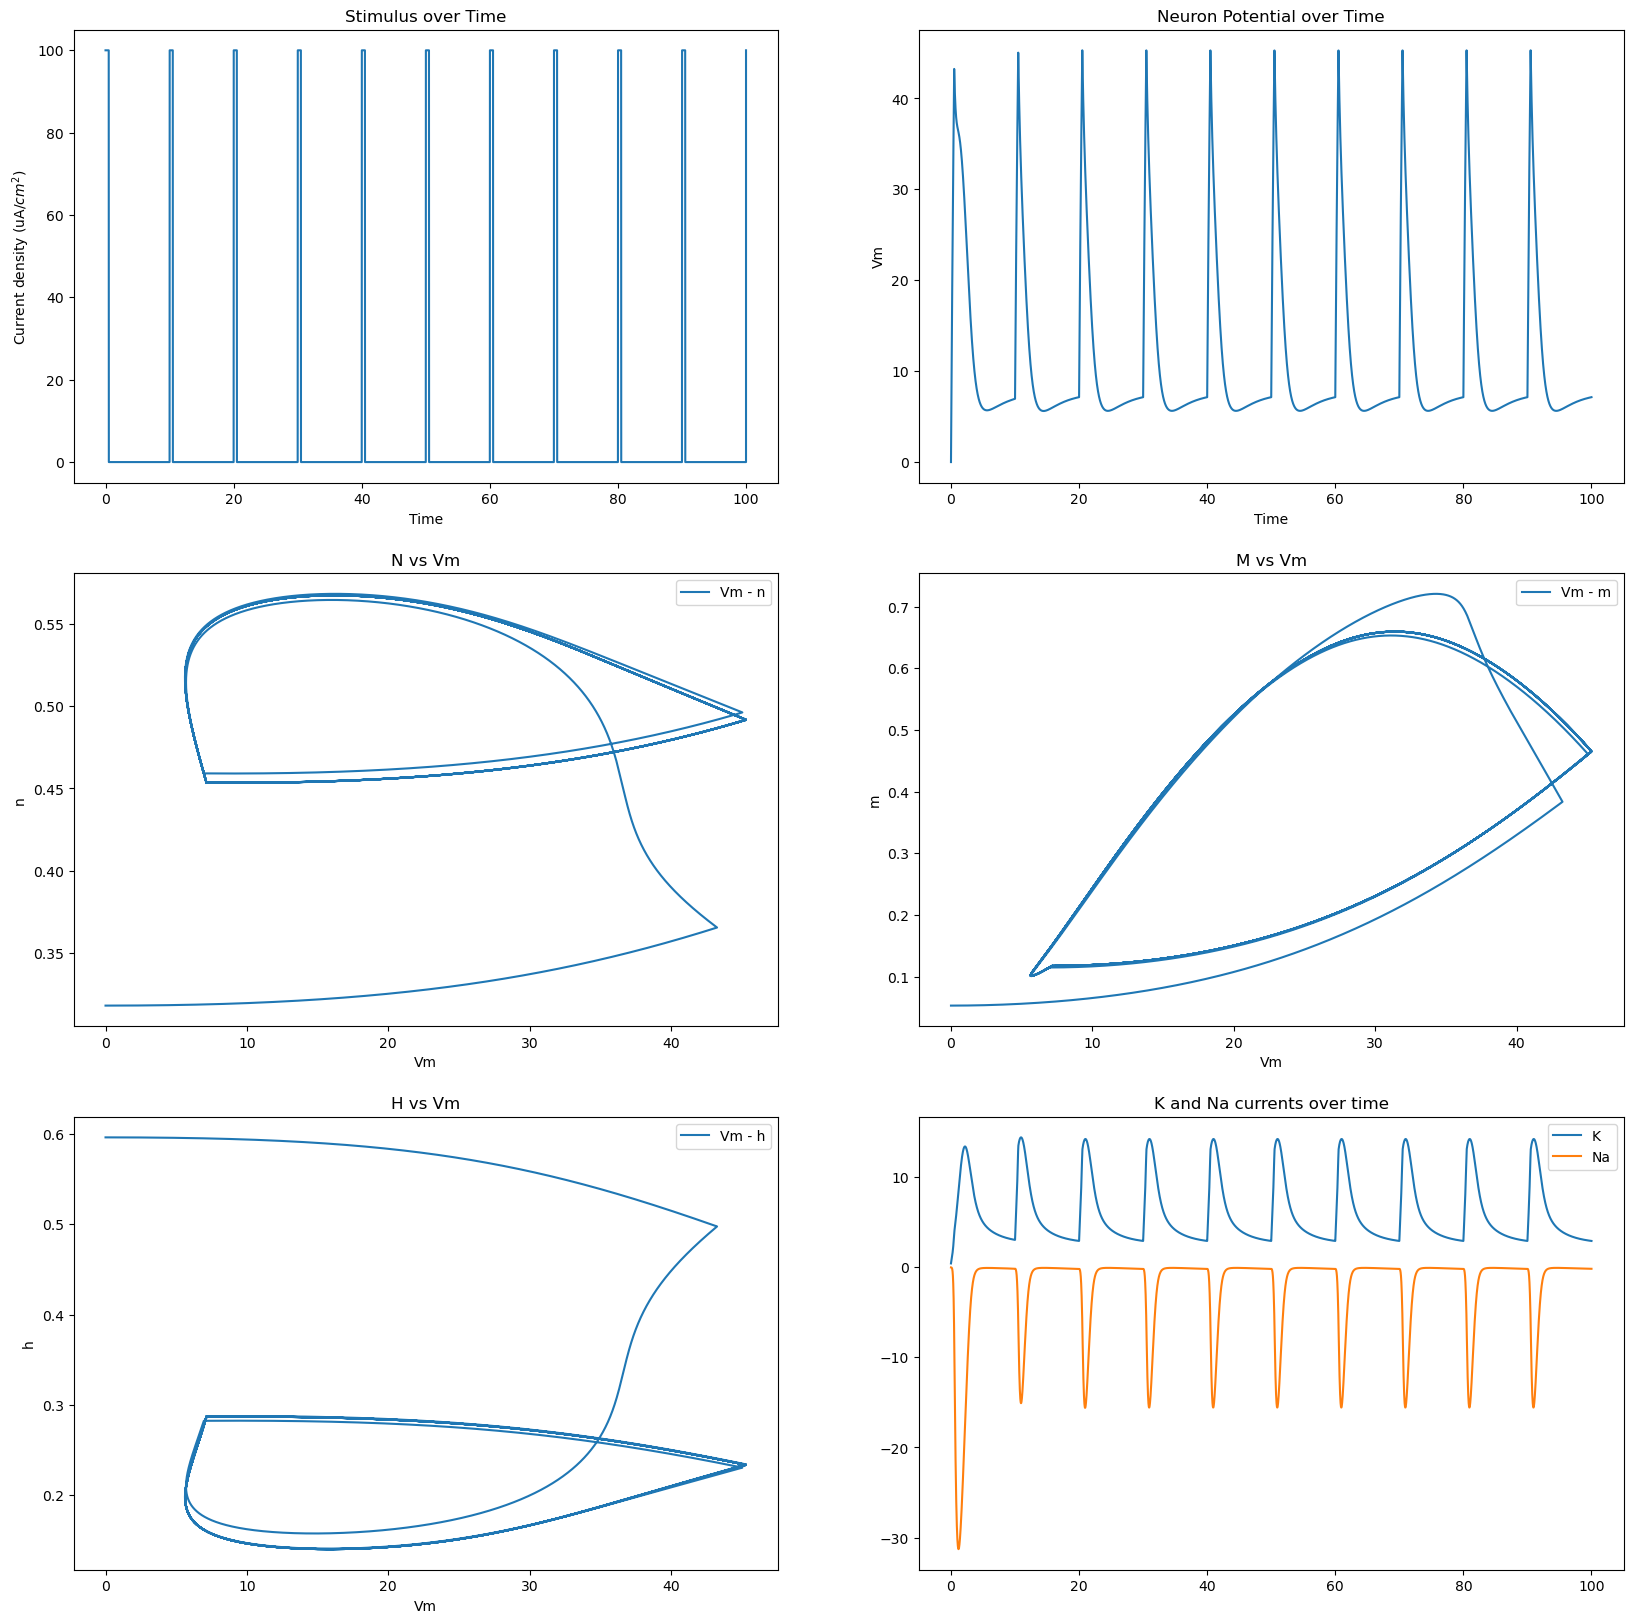 Stimulus over Time
Current density (uA/cm²)
100
80
60
40
20
0
0 20 40 60 80 100
Time
Neuron Potential over Time
Vm
40
30
20
10
0
0 20 40 60 80 100
Time
N vs Vm
Vm - n
n
0.55
0.50
0.45
0.40
0.35
0 10 20 30 40
Vm
M vs Vm
Vm - m
m
0.7
0.6
0.5
0.4
0.3
0.2
0.1
0 10 20 30 40
Vm
H vs Vm
Vm - h
h
0.6
0.5
0.4
0.3
0.2
0 10 20 30 40
Vm
K and Na currents over time
K
Na
10
0
−10
−20
−30
0 20 40 60 80 100